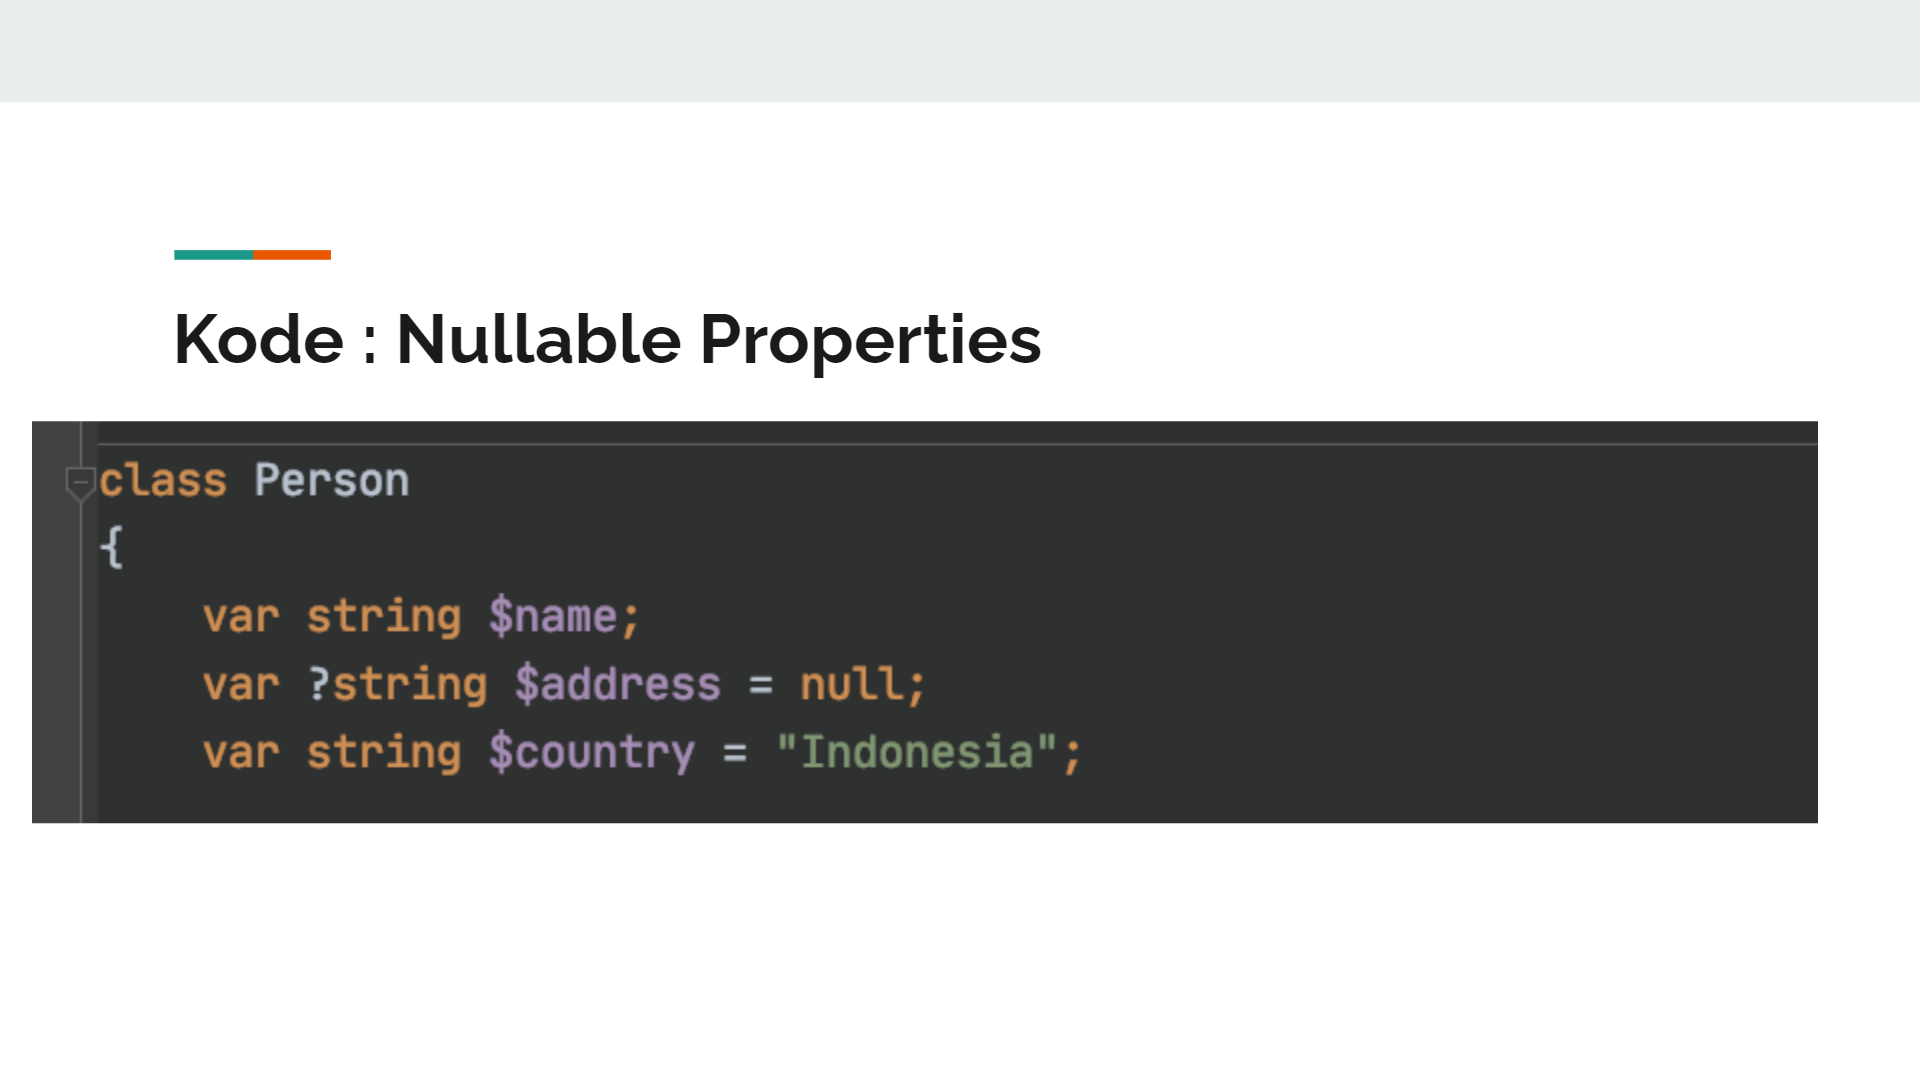 Kode : Nullable Properties
class Person
{
    var string $name;
    var ?string $address = null;
    var string $country = "Indonesia";